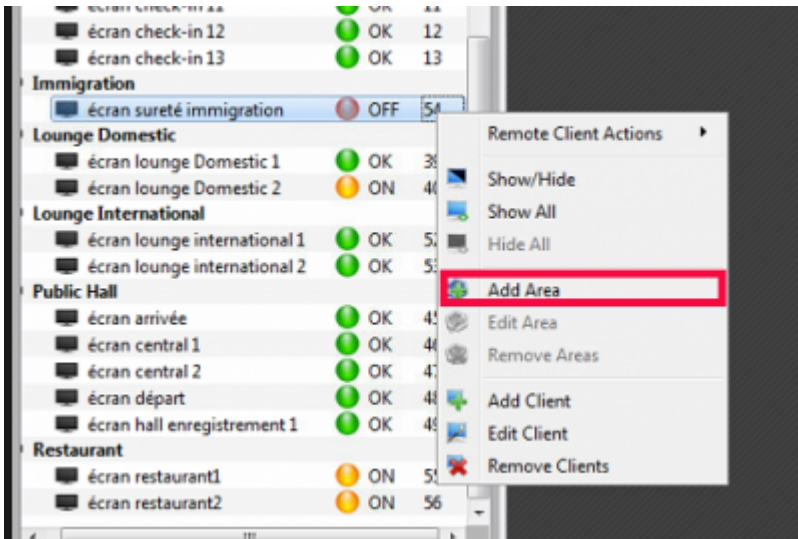 écran check-in 12 OK 12
écran check-in 13 OK 13
Immigration
écran sureté immigration OFF 54
Lounge Domestic
écran lounge Domestic 1 OK
écran lounge Domestic 2 ON
Lounge International
écran lounge international 1 OK
écran lounge international 2 OK
Public Hall
écran arrivée OK
écran central 1 OK
écran central 2 OK
écran départ OK
écran hall enregistrement 1 OK
Restaurant
écran restaurant1 ON
écran restaurant2 ON 56
Remote Client Actions
Show/Hide
Show All
Hide All
Add Area
Edit Area
Remove Areas
Add Client
Edit Client
Remove Clients